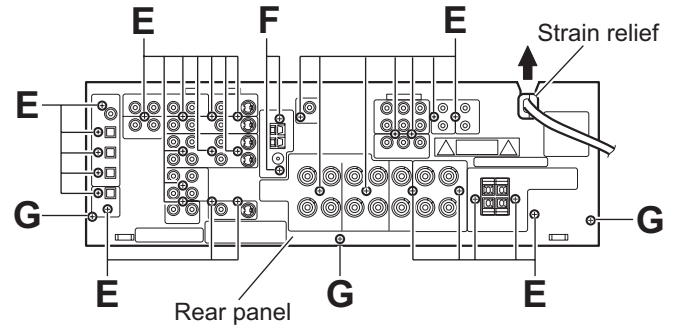 E F E
Strain relief
E
G G
E G E
Rear panel